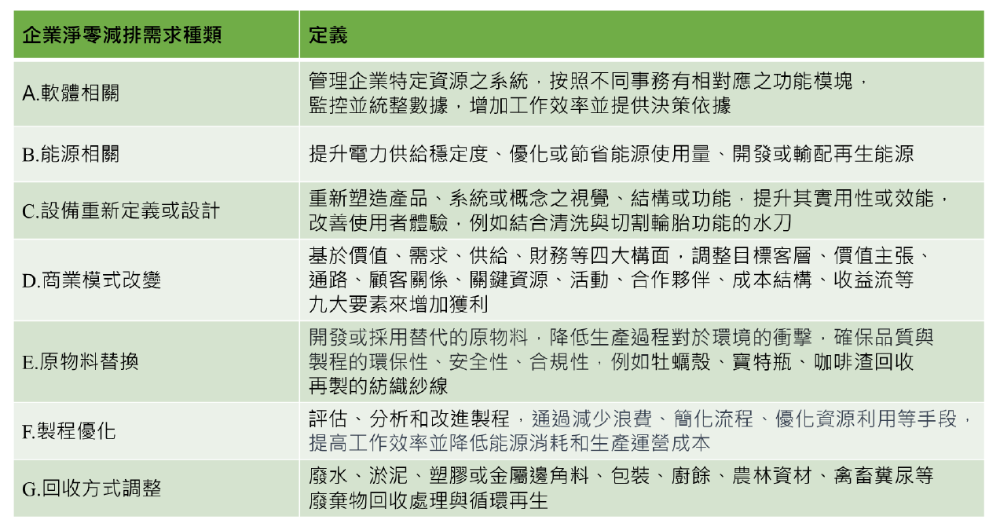 企業淨零減排需求種類
定義
A.軟體相關
管理企業特定資源之系統，按照不同事務有相對應之功能模塊，
監控並統整數據，增加工作效率並提供決策依據
B.能源相關
提升電力供給穩定度、優化或節省能源使用量、開發或輸配再生能源
C.設備重新定義或設計
重新塑造產品、系統或概念之視覺、結構或功能，提升其實用性或效能，
改善使用者體驗，例如結合清洗與切割輪胎功能的水刀
D.商業模式改變
基於價值、需求、供給、財務等四大構面，調整目標客層、價值主張、
通路、顧客關係、關鍵資源、活動、合作夥伴、成本結構、收益流等
九大要素來增加獲利
E.原物料替換
開發或採用替代的原物料，降低生產過程對於環境的衝擊，確保品質與
製程的環保性、安全性、合規性，例如牡蠣殼、寶特瓶、咖啡渣回收
再製的紡織紗線
F.製程優化
評估、分析和改進製程，通過減少浪費、簡化流程、優化資源利用等手段，
提高工作效率並降低能源消耗和生產運營成本
G.回收方式調整
廢水、淤泥、塑膠或金屬邊角料、包裝、廚餘、農林資材、禽畜糞尿等
廢棄物回收處理與循環再生